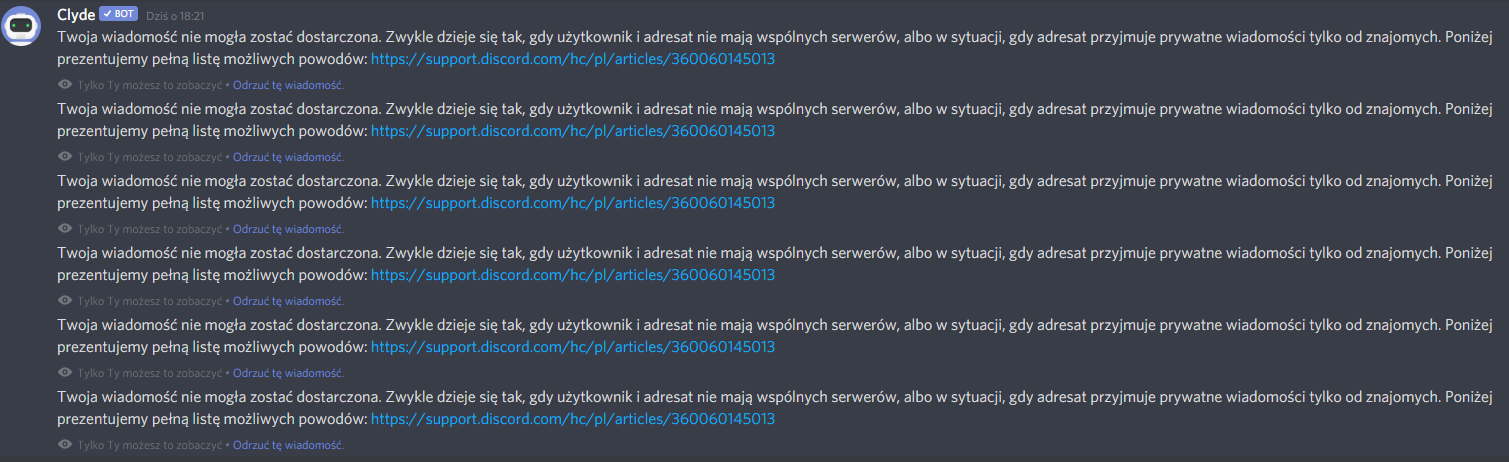 Clyde ✓ BOT Dziś o 18:21
Twoja wiadomość nie mogła zostać dostarczona. Zwykle dzieje się tak, gdy użytkownik i adresat nie mają wspólnych serwerów, albo w sytuacji, gdy adresat przyjmuje prywatne wiadomości tylko od znajomych. Poniżej
prezentujemy pełną listę możliwych powodów: https://support.discord.com/hc/pl/articles/360060145013
Tylko Ty możesz to zobaczyć • Odrzuć tę wiadomość.
Twoja wiadomość nie mogła zostać dostarczona. Zwykle dzieje się tak, gdy użytkownik i adresat nie mają wspólnych serwerów, albo w sytuacji, gdy adresat przyjmuje prywatne wiadomości tylko od znajomych. Poniżej
prezentujemy pełną listę możliwych powodów: https://support.discord.com/hc/pl/articles/360060145013
Tylko Ty możesz to zobaczyć • Odrzuć tę wiadomość.
Twoja wiadomość nie mogła zostać dostarczona. Zwykle dzieje się tak, gdy użytkownik i adresat nie mają wspólnych serwerów, albo w sytuacji, gdy adresat przyjmuje prywatne wiadomości tylko od znajomych. Poniżej
prezentujemy pełną listę możliwych powodów: https://support.discord.com/hc/pl/articles/360060145013
Tylko Ty możesz to zobaczyć • Odrzuć tę wiadomość.
Twoja wiadomość nie mogła zostać dostarczona. Zwykle dzieje się tak, gdy użytkownik i adresat nie mają wspólnych serwerów, albo w sytuacji, gdy adresat przyjmuje prywatne wiadomości tylko od znajomych. Poniżej
prezentujemy pełną listę możliwych powodów: https://support.discord.com/hc/pl/articles/360060145013
Tylko Ty możesz to zobaczyć • Odrzuć tę wiadomość.
Twoja wiadomość nie mogła zostać dostarczona. Zwykle dzieje się tak, gdy użytkownik i adresat nie mają wspólnych serwerów, albo w sytuacji, gdy adresat przyjmuje prywatne wiadomości tylko od znajomych. Poniżej
prezentujemy pełną listę możliwych powodów: https://support.discord.com/hc/pl/articles/360060145013
Tylko Ty możesz to zobaczyć • Odrzuć tę wiadomość.
Twoja wiadomość nie mogła zostać dostarczona. Zwykle dzieje się tak, gdy użytkownik i adresat nie mają wspólnych serwerów, albo w sytuacji, gdy adresat przyjmuje prywatne wiadomości tylko od znajomych. Poniżej
prezentujemy pełną listę możliwych powodów: https://support.discord.com/hc/pl/articles/360060145013
Tylko Ty możesz to zobaczyć • Odrzuć tę wiadomość.